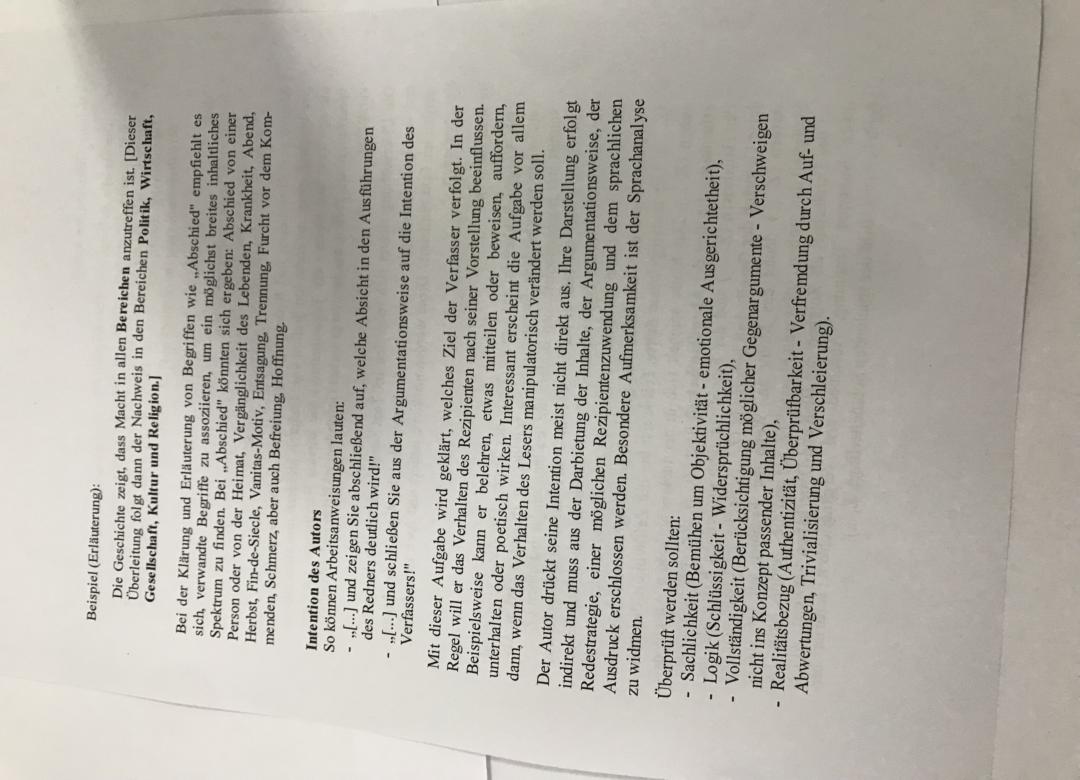 Beispiel (Erläuterung):
Die Geschichte zeigt, dass Macht in allen Bereichen anzutreffen ist. [Dieser
Überleitung folgt dann der Nachweis in den Bereichen Politik, Wirtschaft,
Gesellschaft, Kultur und Religion.]
Bei der Klärung und Erläuterung von Begriffen wie „Abschied" empfiehlt es
sich, verwandte Begriffe zu assoziieren, um ein möglichst breites inhaltliches
Spektrum zu finden. Bei „Abschied" könnten sich ergeben: Abschied von einer
Person oder von der Heimat, Vergänglichkeit des Lebenden, Krankheit, Abend,
Herbst, Fin-de-Siecle, Vanitas-Motiv, Entsagung, Trennung, Furcht vor dem Kom-
menden, Schmerz, aber auch Befreiung, Hoffnung.
Intention des Autors
So können Arbeitsanweisungen lauten:
- „[...] und zeigen Sie abschließend auf, welche Absicht in den Ausführungen
des Redners deutlich wird!"
- „[...] und schließen Sie aus der Argumentationsweise auf die Intention des
Verfassers!"
Mit dieser Aufgabe wird geklärt, welches Ziel der Verfasser verfolgt. In der
Regel will er das Verhalten des Rezipienten nach seiner Vorstellung beeinflussen.
Beispielsweise kann er belehren, etwas mitteilen oder beweisen, auffordern,
unterhalten oder poetisch wirken. Interessant erscheint die Aufgabe vor allem
dann, wenn das Verhalten des Lesers manipulatorisch verändert werden soll.
Der Autor drückt seine Intention meist nicht direkt aus. Ihre Darstellung erfolgt
indirekt und muss aus der Darbietung der Inhalte, der Argumentationsweise, der
Redestrategie, einer möglichen Rezipientenzuwendung und dem sprachlichen
Ausdruck erschlossen werden. Besondere Aufmerksamkeit ist der Sprachanalyse
zu widmen.
Überprüft werden sollten:
- Sachlichkeit (Bemühen um Objektivität - emotionale Ausgerichtetheit),
- Logik (Schlüssigkeit - Widersprüchlichkeit),
- Vollständigkeit (Berücksichtigung möglicher Gegenargumente - Verschweigen
nicht ins Konzept passender Inhalte),
- Realitätsbezug (Authentizität, Überprüfbarkeit - Verfremdung durch Auf- und
Abwertungen, Trivialisierung und Verschleierung).